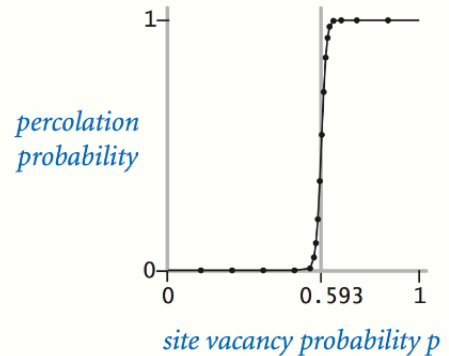 1
percolation
probability
0
0 0.593 1
site vacancy probability p